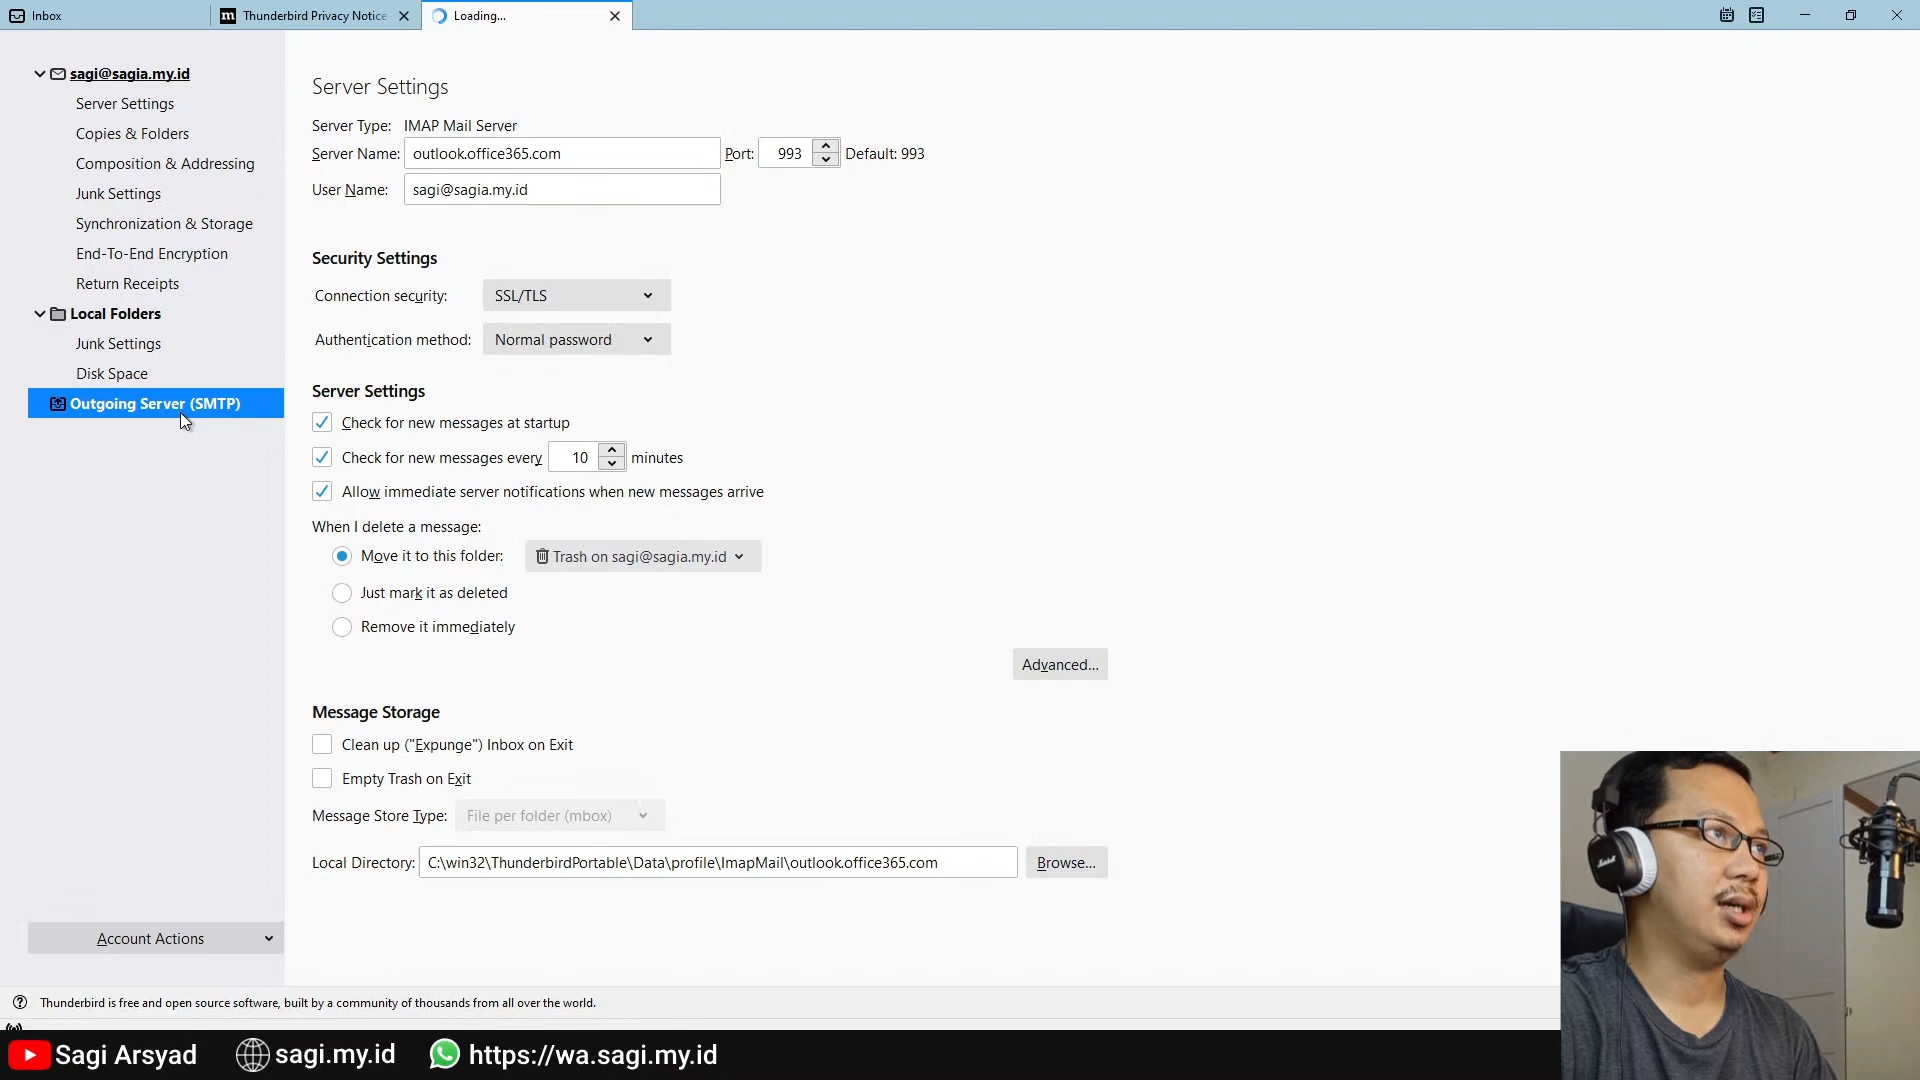 Inbox
Thunderbird Privacy Notice
Loading...
sagi@sagia.my.id
Server Settings
Copies & Folders
Composition & Addressing
Junk Settings
Synchronization & Storage
End-To-End Encryption
Return Receipts
Local Folders
Junk Settings
Disk Space
Outgoing Server (SMTP)
Account Actions
Server Settings
Server Type: IMAP Mail Server
Server Name: outlook.office365.com Port: 993 Default: 993
User Name: sagi@sagia.my.id
Security Settings
Connection security: SSL/TLS
Authentication method: Normal password
Server Settings
Check for new messages at startup
Check for new messages every 10 minutes
Allow immediate server notifications when new messages arrive
When I delete a message:
Move it to this folder: Trash on sagi@sagia.my.id
Just mark it as deleted
Remove it immediately
Advanced...
Message Storage
Clean up ("Expunge") Inbox on Exit
Empty Trash on Exit
Message Store Type: File per folder (mbox)
Local Directory: C:\win32\ThunderbirdPortable\Data\profile\ImapMail\outlook.office365.com Browse...
Thunderbird is free and open source software, built by a community of thousands from all over the world.
Sagi Arsyad sagi.my.id https://wa.sagi.my.id
Marshall